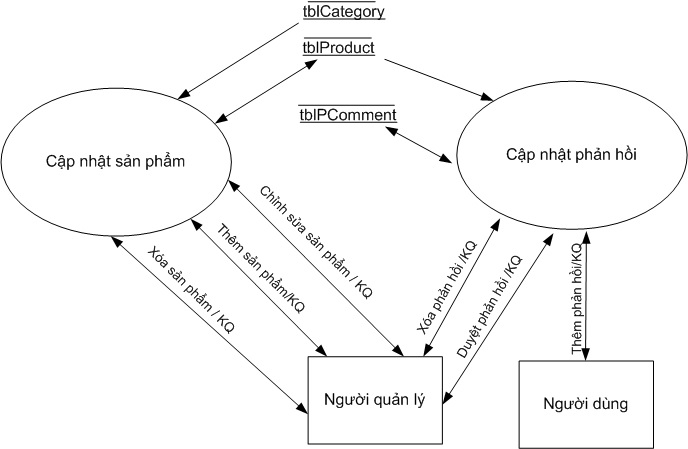 tblCategory
tblProduct
tblPComment
Cập nhật sản phẩm
Cập nhật phản hồi
Chỉnh sửa sản phẩm / KQ
Thêm sản phẩm/KQ
Xóa sản phẩm / KQ
Xóa phản hồi /KQ
Duyệt phản hồi /KQ
Thêm phản hồi/KQ
Người quản lý
Người dùng